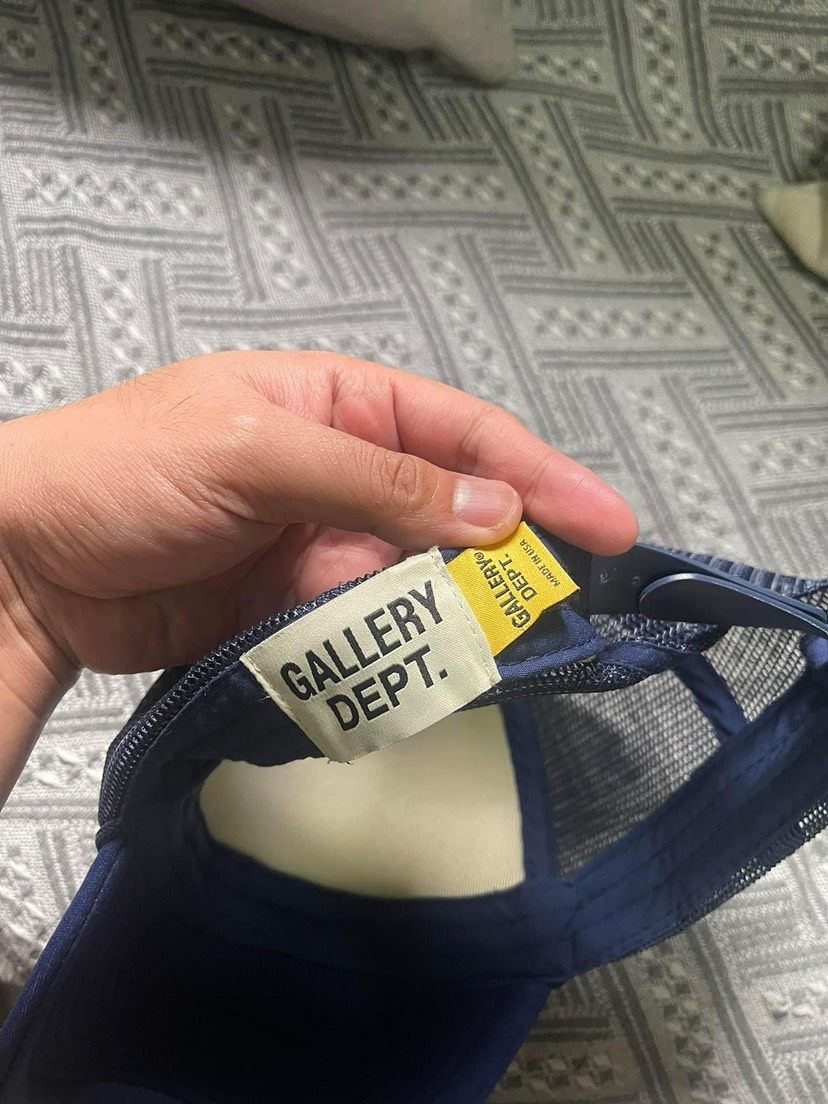 GALLERY
DEPT.
GALLERY®
DEPT.
MADE IN USA